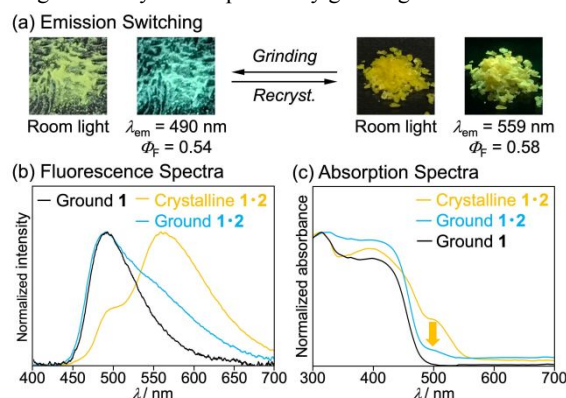 (a) Emission Switching
Grinding
Recryst.
Room light
λem = 490 nm
ΦF = 0.54
Room light
λem = 559 nm
ΦF = 0.58
(b) Fluorescence Spectra
Ground 1
Crystalline 1•2
Ground 1•2
Normalized intensity
400 450 500 550 600 650 700
λ/ nm
(c) Absorption Spectra
Crystalline 1•2
Ground 1•2
Ground 1
Normalized absorbance
300 400 500 600 700
λ/ nm